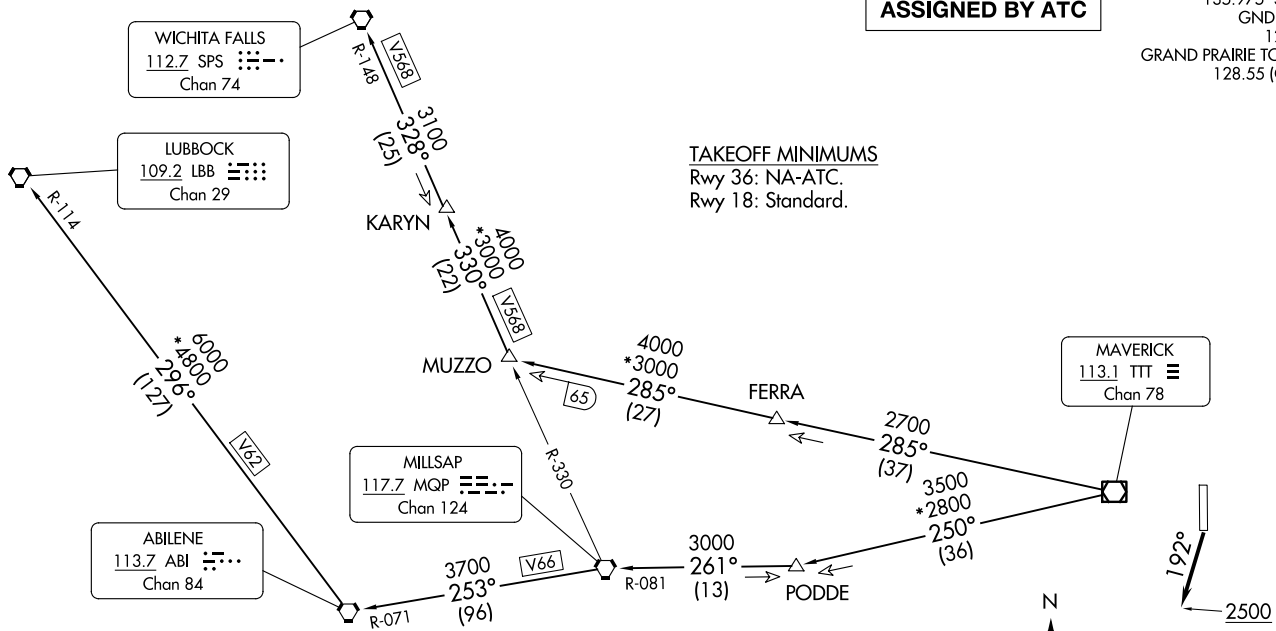 ASSIGNED BY ATC
GND
GRAND PRAIRIE TO
128.55
WICHITA FALLS
112.7 SPS
Chan 74
R-148
V568
3100
328°
(25)
LUBBOCK
109.2 LBB
Chan 29
R-114
TAKEOFF MINIMUMS
Rwy 36: NA-ATC.
Rwy 18: Standard.
KARYN
4000
*3000
330°
(22)
V568
MUZZO
6000
*4800
296°
(127)
V62
4000
*3000
285°
(27)
65
FERRA
MAVERICK
113.1 TTT
Chan 78
2700
285°
(37)
R-330
MILLSAP
117.7 MQP
Chan 124
3500
*2800
250°
(36)
ABILENE
113.7 ABI
Chan 84
3700
V66
253°
(96)
R-071
R-081
3000
261°
(13)
PODDE
192°
N
2500